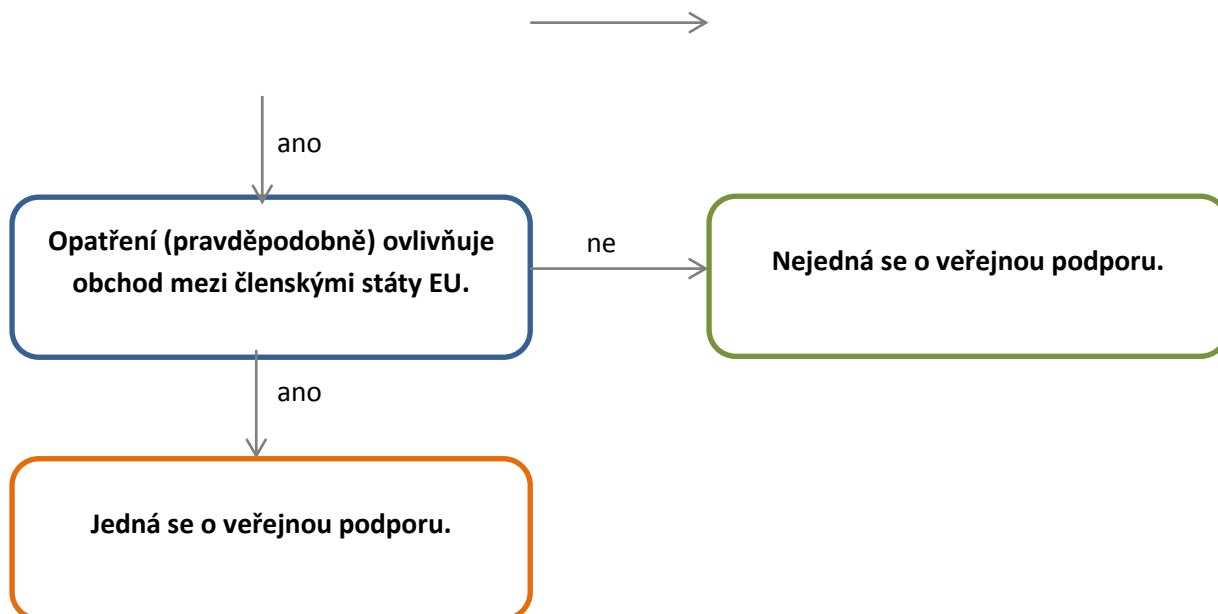 ano
Opatření (pravděpodobně) ovlivňuje
obchod mezi členskými státy EU.
ne
Nejedná se o veřejnou podporu.
ano
Jedná se o veřejnou podporu.